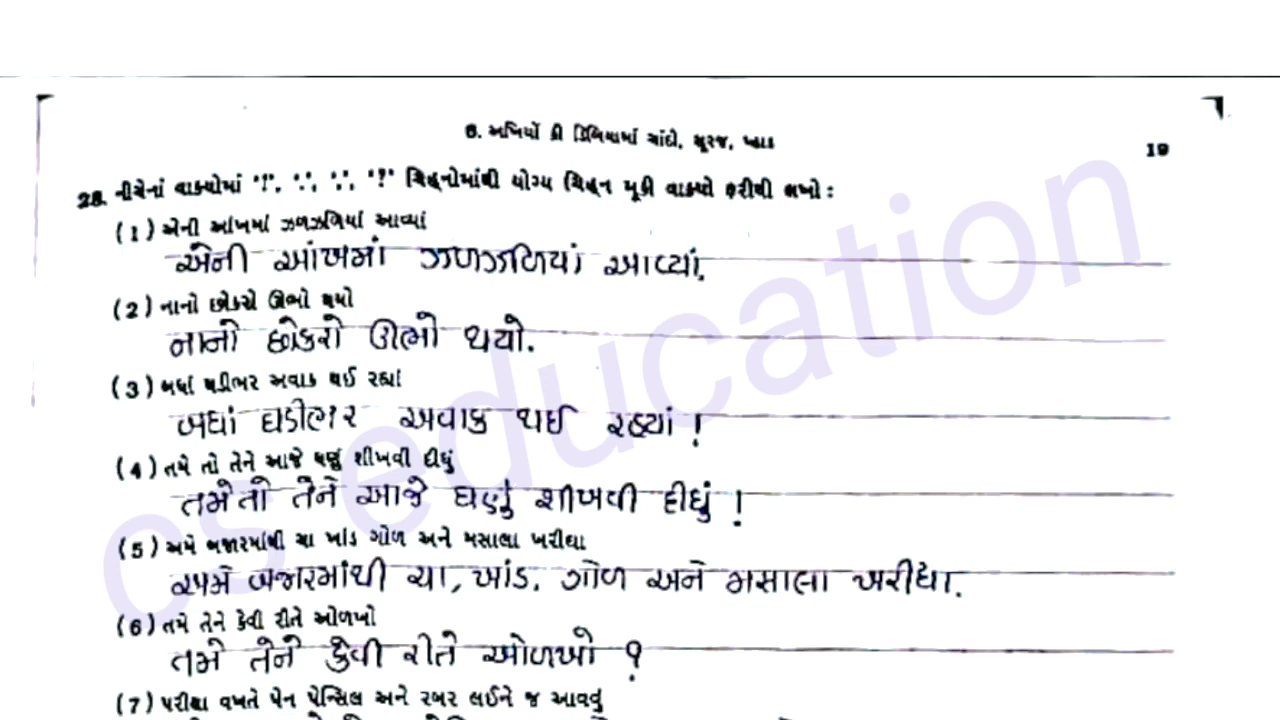 6. અખિયોં કી ડિબિયામાં ચાંદો, સૂરજ, પ્હાડ
19
28. નીચેનાં વાક્યોમાં '!', '.', ',', '?' ચિહ્નોમાંથી યોગ્ય ચિહ્ન મૂકી વાક્યો ફરીથી લખો :
(1) એની આંખમાં ઝળઝળિયાં આવ્યાં
એની આંખમાં ઝળઝળિયાં આવ્યાં.
(2) નાનો છોકરો ઊભો થયો
નાનો છોકરો ઊભો થયો.
(3) બધાં ઘડીભર અવાક થઈ રહ્યાં
બધાં ઘડીભર અવાક થઈ રહ્યાં !
(4) તમે તો તેને આજે ઘણું શીખવી દીધું
તમે તો તેને આજે ઘણું શીખવી દીધું !
(5) અમે બજારમાંથી ચા ખાંડ ગોળ અને મસાલા ખરીદ્યા
અમે બજારમાંથી ચા, ખાંડ, ગોળ અને મસાલા ખરીદ્યા.
(6) તમે તેને કેવી રીતે ઓળખો
તમે તેને કેવી રીતે ઓળખો ?
(7) પરીક્ષા વખતે પેન પેન્સિલ અને રબર લઈને જ આવવું
cs education